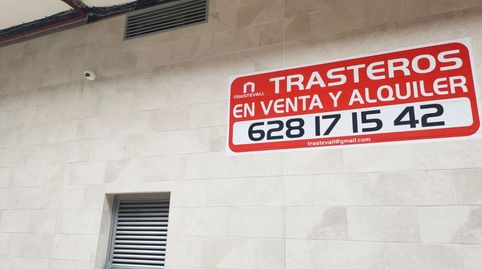 TRASTEVALL
TRASTEROS
EN VENTA Y ALQUILER
628 17 15 42
trastevall@gmail.com